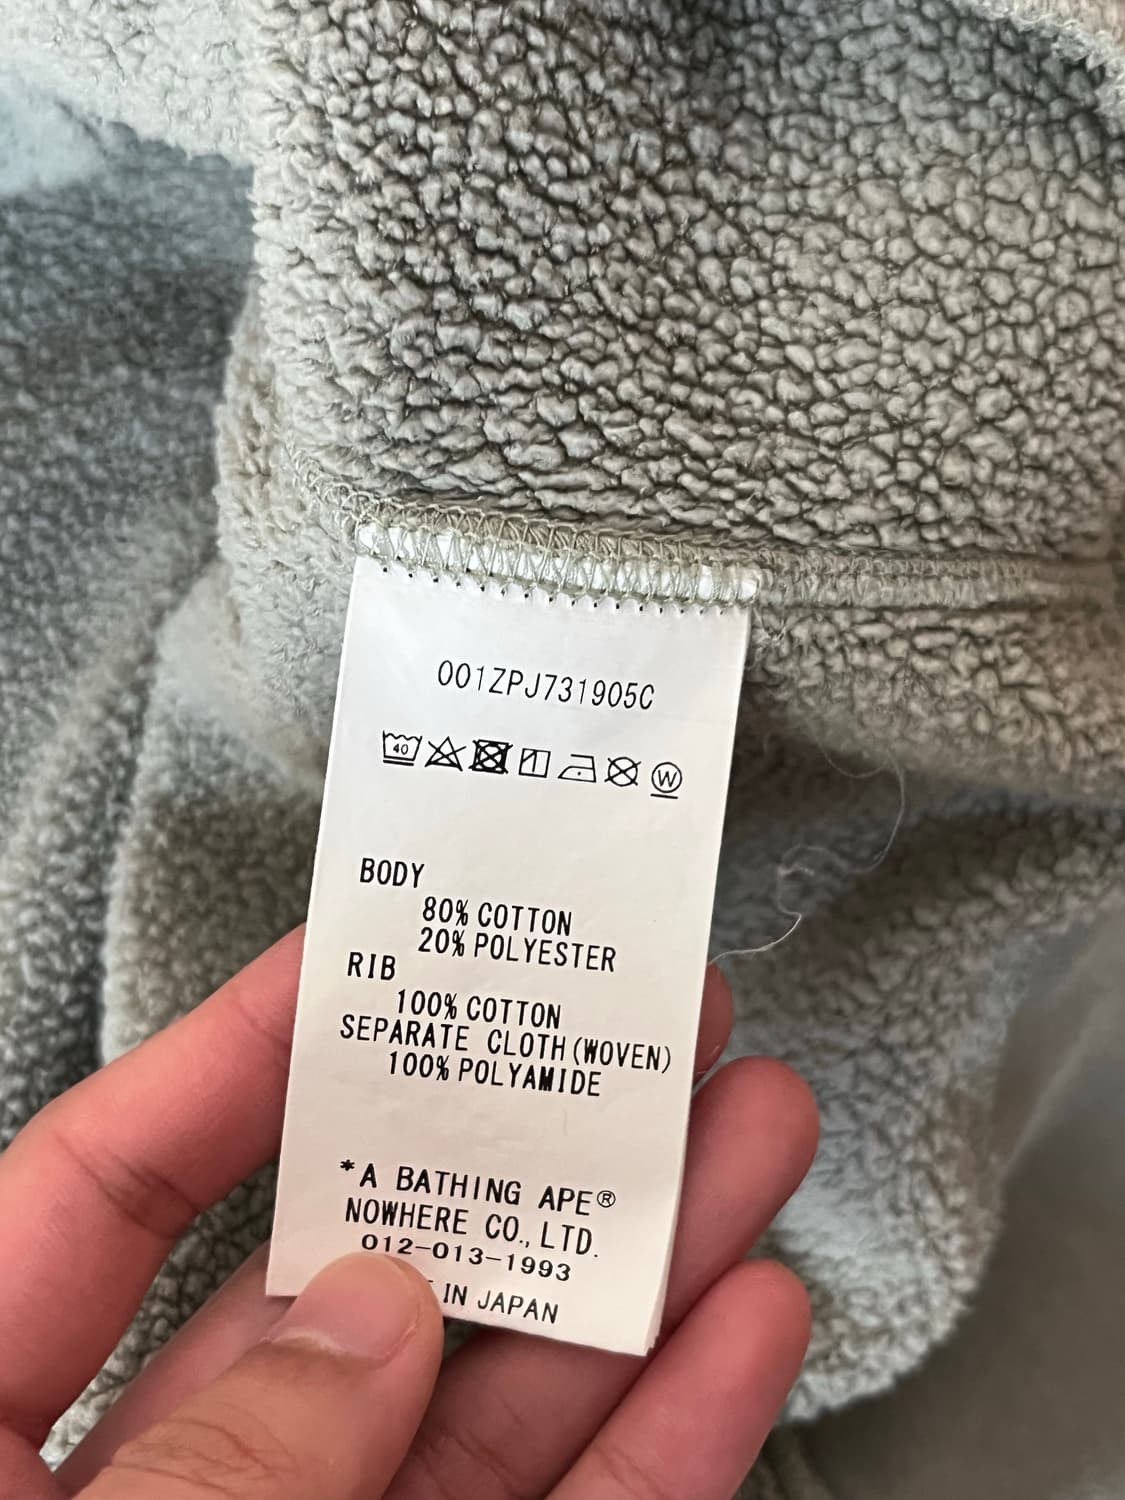 001ZPJ731905C
40
W
BODY
80% COTTON
20% POLYESTER
RIB
100% COTTON
SEPARATE CLOTH(WOVEN)
100% POLYAMIDE
*A BATHING APE®
NOWHERE CO.,LTD.
012-013-1993
IN JAPAN